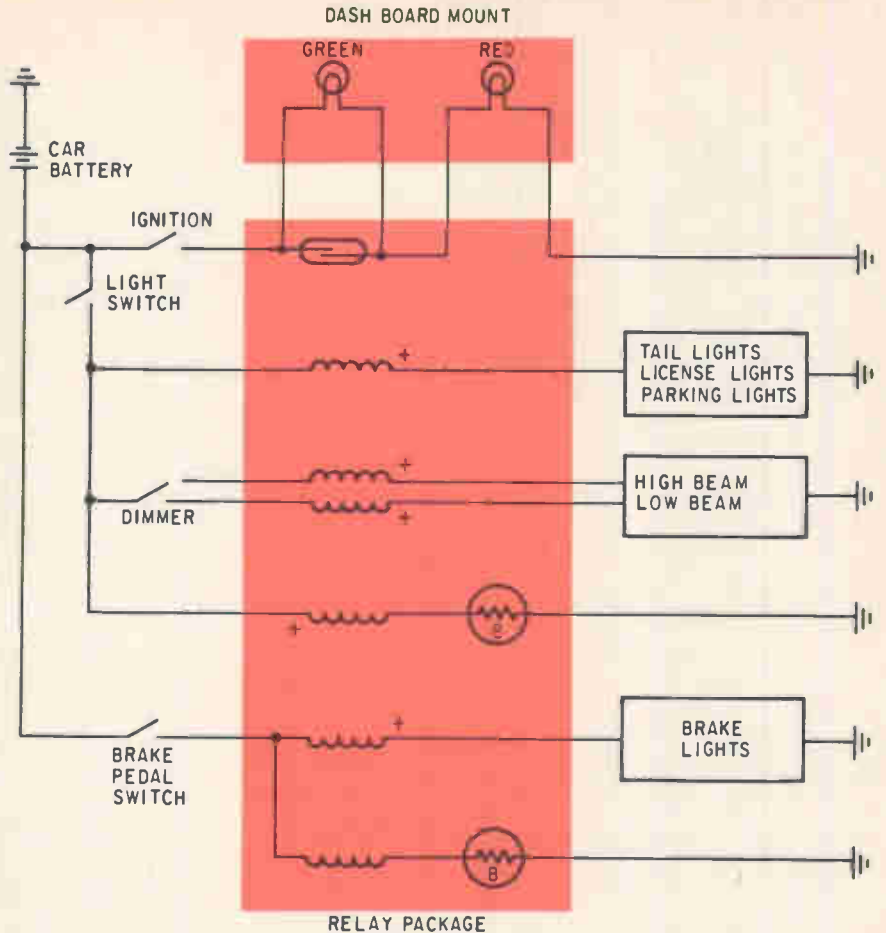 DASH BOARD MOUNT
GREEN
RED
CAR
BATTERY
IGNITION
LIGHT
SWITCH
+
TAIL LIGHTS
LICENSE LIGHTS
PARKING LIGHTS
+
HIGH BEAM
LOW BEAM
DIMMER
+
+
B
+
BRAKE
LIGHTS
BRAKE
PEDAL
SWITCH
B
RELAY PACKAGE